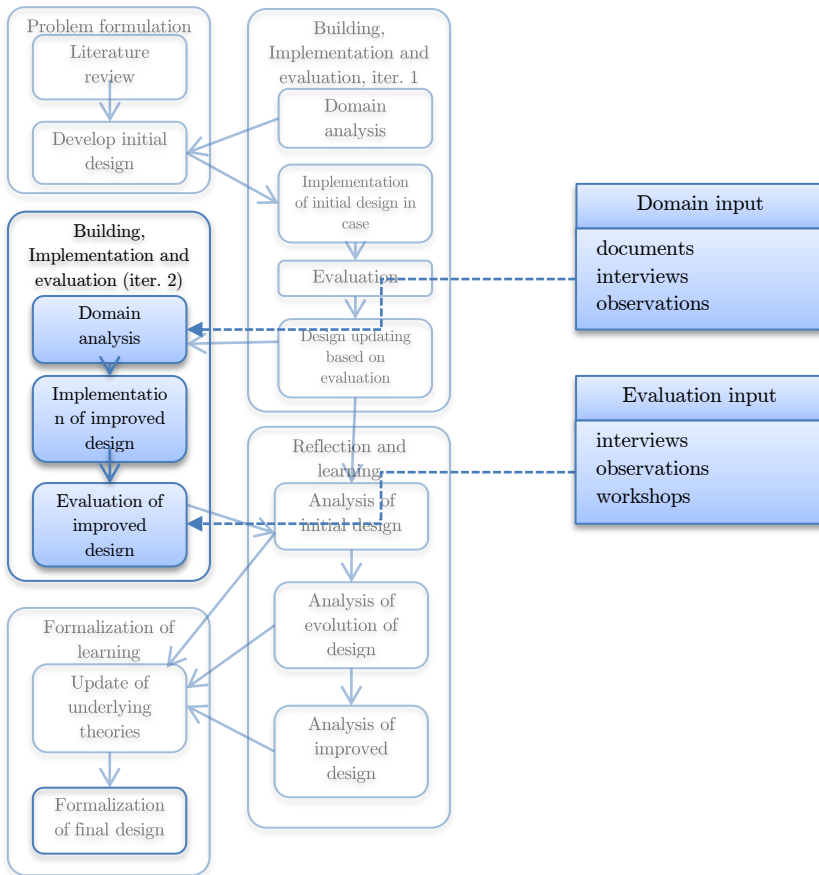 Problem formulation
Literature
review
Develop initial
design
Building,
Implementation and
evaluation, iter. 1
Domain
analysis
Implementation
of initial design in
case
Evaluation
Design updating
based on
evaluation
Building,
Implementation and
evaluation (iter. 2)
Domain
analysis
Implementatio
n of improved
design
Evaluation of
improved
design
Reflection and
learning
Analysis of
initial design
Analysis of
evolution of
design
Analysis of
improved
design
Formalization of
learning
Update of
underlying
theories
Formalization
of final design
Domain input
documents
interviews
observations
Evaluation input
interviews
observations
workshops